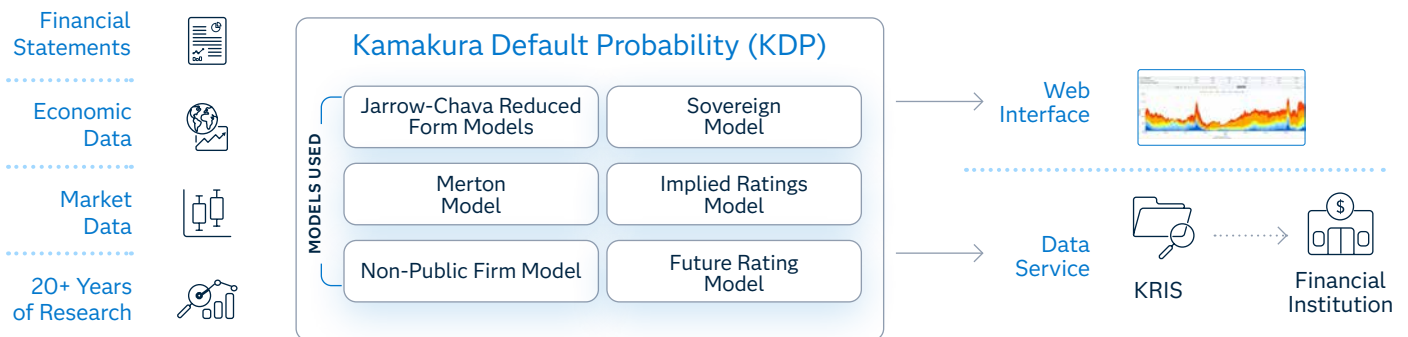 Financial
Statements
Economic
Data
Market
Data
20+ Years
of Research
Kamakura Default Probability (KDP)
MODELS USED
Jarrow-Chava Reduced
Form Models
Sovereign
Model
Merton
Model
Implied Ratings
Model
Non-Public Firm Model
Future Rating
Model
Web
Interface
Data
Service
$
KRIS
Financial
Institution